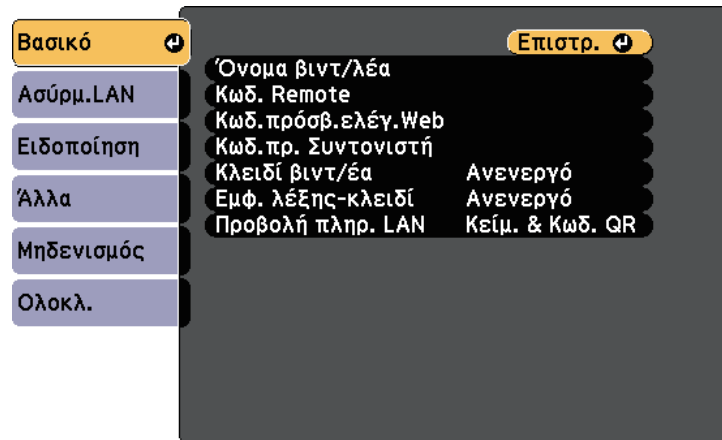 Βασικό
Ασύρμ.LAN
Ειδοποίηση
Άλλα
Μηδενισμός
Ολοκλ.
Επιστρ.
Όνομα βιντ/λέα
Κωδ. Remote
Κωδ.πρόσβ.ελέγ.Web
Κωδ.πρ. Συντονιστή
Κλειδί βιντ/έα Ανενεργό
Εμφ. λέξης-κλειδί Ανενεργό
Προβολή πληρ. LAN Κείμ. & Κωδ. QR